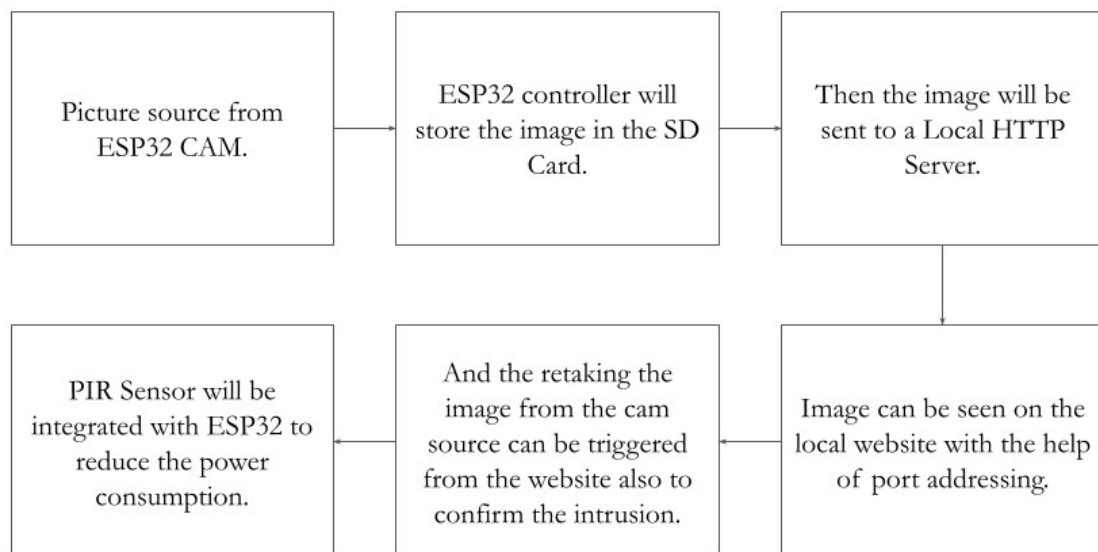 Picture source from
ESP32 CAM.
ESP32 controller will
store the image in the SD
Card.
Then the image will be
sent to a Local HTTP
Server.
Image can be seen on the
local website with the help
of port addressing.
And the retaking the
image from the cam
source can be triggered
from the website also to
confirm the intrusion.
PIR Sensor will be
integrated with ESP32 to
reduce the power
consumption.